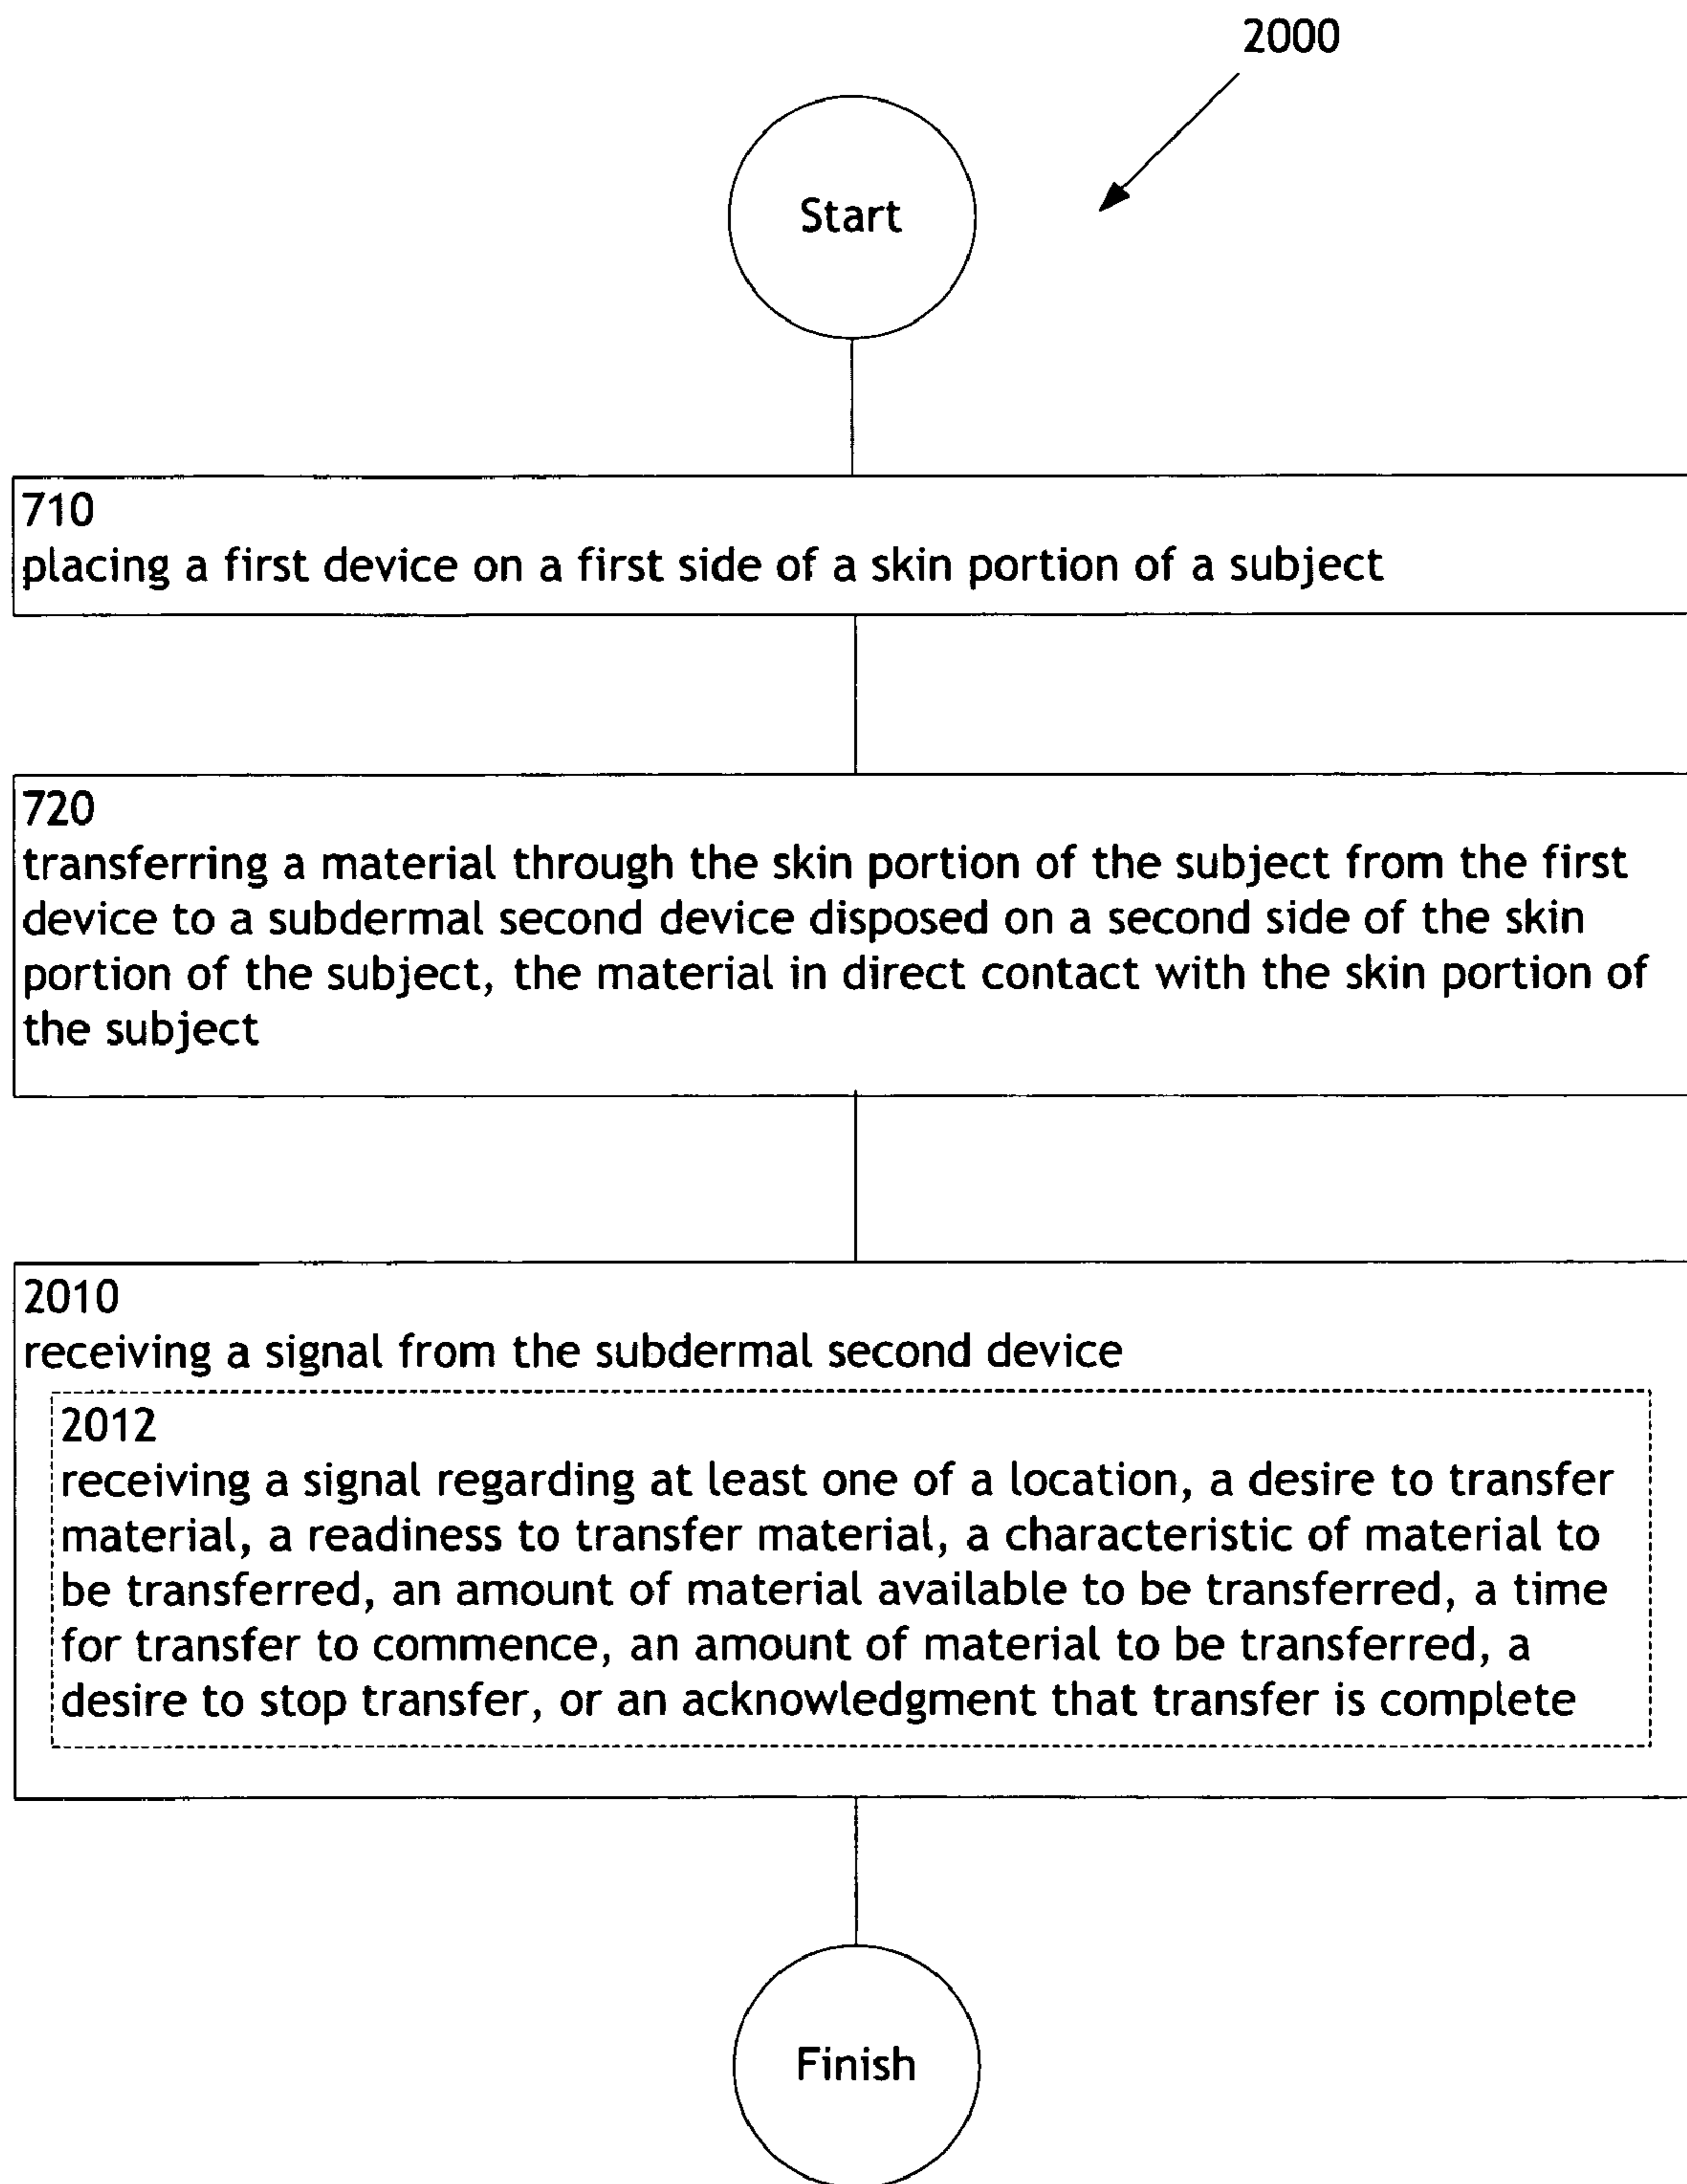 2000
Start
710
placing a first device on a first side of a skin portion of a subject
720
transferring a material through the skin portion of the subject from the first
device to a subdermal second device disposed on a second side of the skin
portion of the subject, the material in direct contact with the skin portion of
the subject
2010
receiving a signal from the subdermal second device
2012
receiving a signal regarding at least one of a location, a desire to transfer
material, a readiness to transfer material, a characteristic of material to
be transferred, an amount of material available to be transferred, a time
for transfer to commence, an amount of material to be transferred, a
desire to stop transfer, or an acknowledgment that transfer is complete
Finish